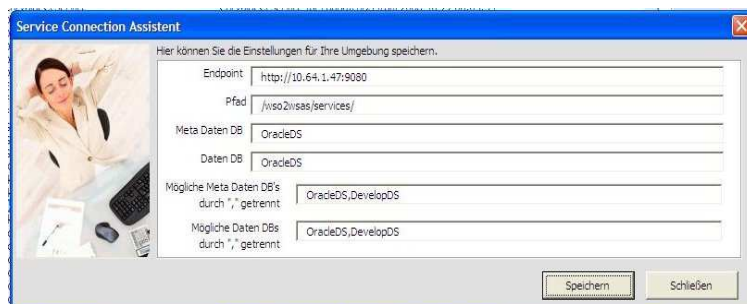 Service Connection Assistent
Hier können Sie die Einstellungen für Ihre Umgebung speichern.
Endpoint http://10.64.1.47:9080
Pfad /wso2wsas/services/
Meta Daten DB OracleDS
Daten DB OracleDS
Mögliche Meta Daten DB's
durch "," getrennt OracleDS,DevelopDS
Mögliche Daten DBs
durch "," getrennt OracleDS,DevelopDS
Speichern Schließen